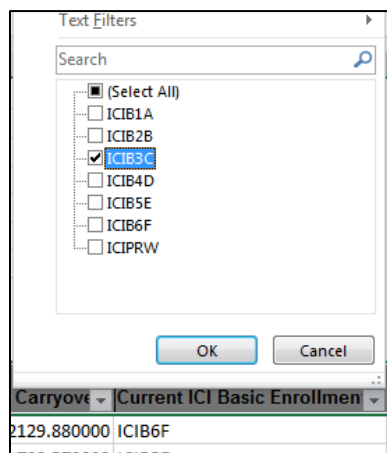 Text Filters
Search
(Select All)
ICIB1A
ICIB2B
ICIB3C
ICIB4D
ICIB5E
ICIB6F
ICIPRW
OK Cancel
Carryove Current ICI Basic Enrollmen
2129.880000 ICIB6F